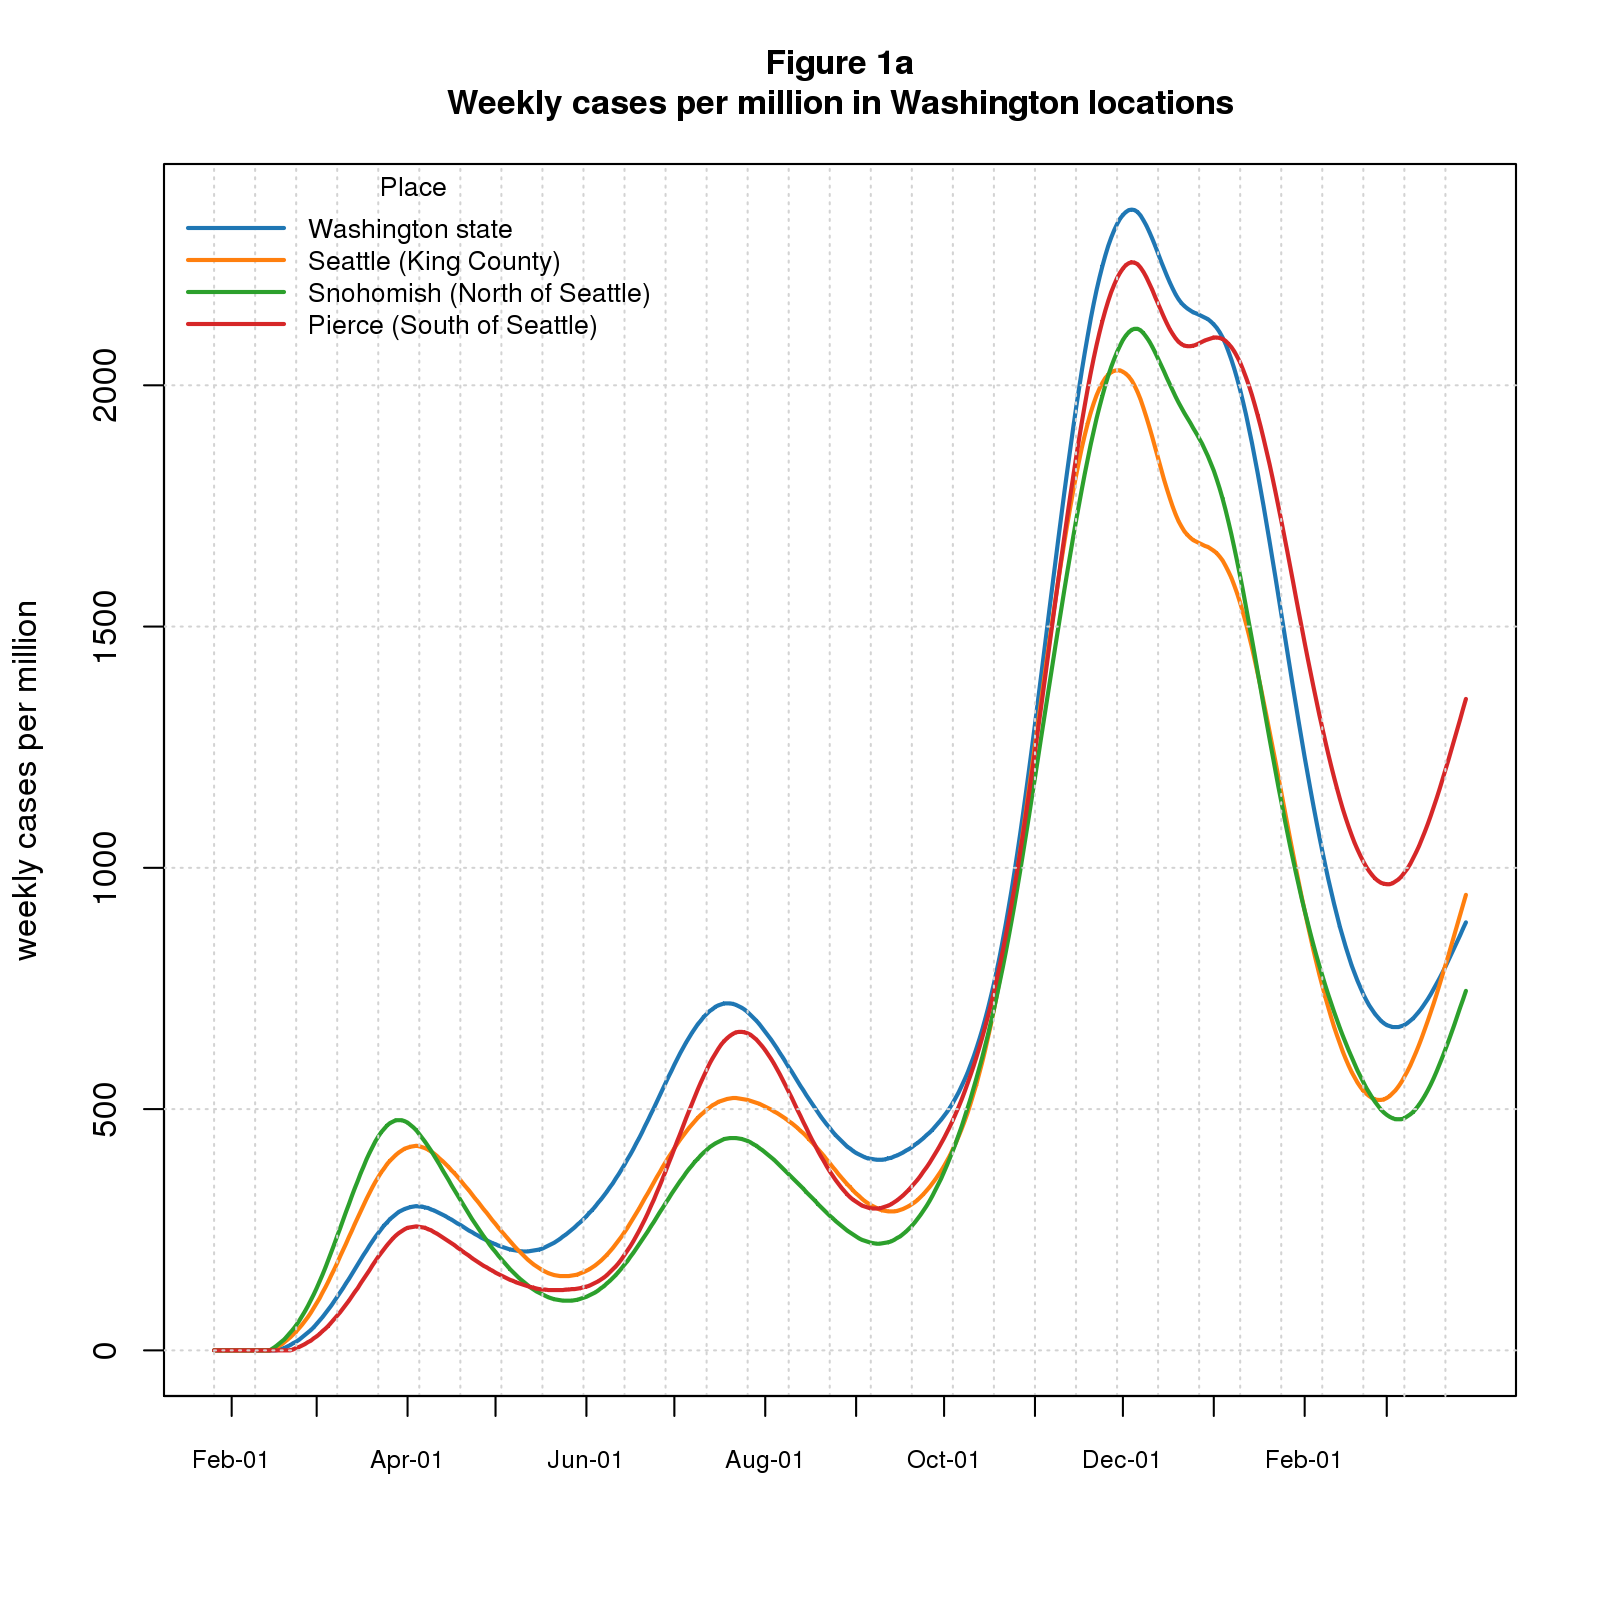 Figure 1a
Weekly cases per million in Washington locations
Place
Washington state
Seattle (King County)
Snohomish (North of Seattle)
Pierce (South of Seattle)
weekly cases per million
2000
1500
1000
500
0
Feb-01 Apr-01 Jun-01 Aug-01 Oct-01 Dec-01 Feb-01